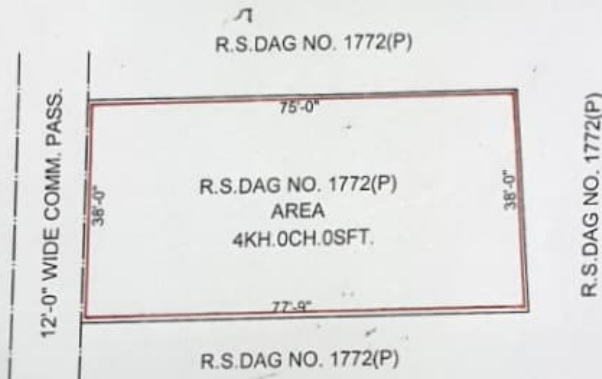 R.S.DAG NO. 1772(P)
12'-0" WIDE COMM. PASS.
75'-0"
38'-0"
R.S.DAG NO. 1772(P)
AREA
4KH.0CH.0SFT.
38'-0"
R.S.DAG NO. 1772(P)
77'-9"
R.S.DAG NO. 1772(P)